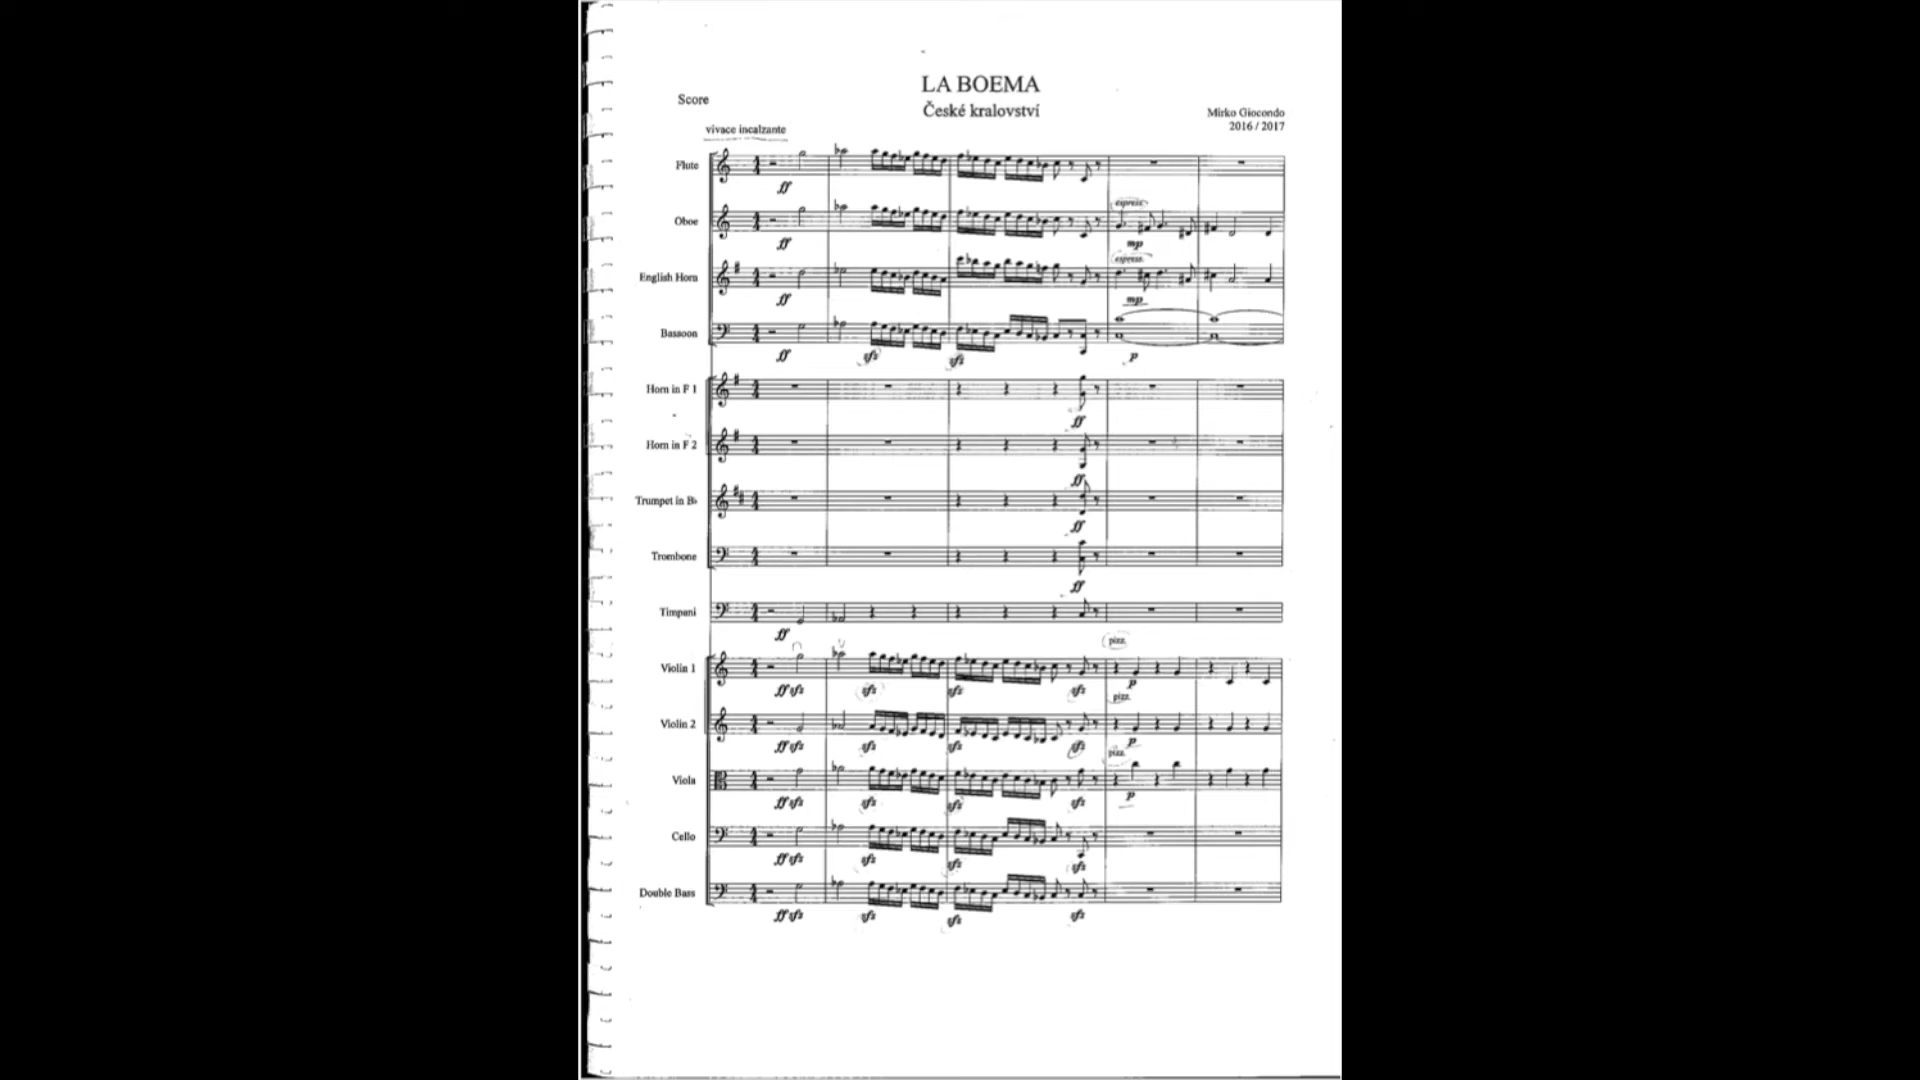 LA BOEMA
Score
České kralovství
Mirko Giocondo
2016 / 2017
vivace incalzante
Flute
ff
Oboe
espress.
ff
mp
English Horn
espress.
ff
mp
Bassoon
ff
sfz
sfz
p
Horn in F 1
ff
Horn in F 2
ff
Trumpet in B♭
ff
Trombone
ff
Timpani
ff
pizz.
Violin 1
ff sfz
sfz
sfz
sfz
p
pizz.
Violin 2
ff sfz
sfz
sfz
sfz
p
pizz.
Viola
ff sfz
sfz
sfz
sfz
p
Cello
ff sfz
sfz
sfz
sfz
Double Bass
ff sfz
sfz
sfz
sfz